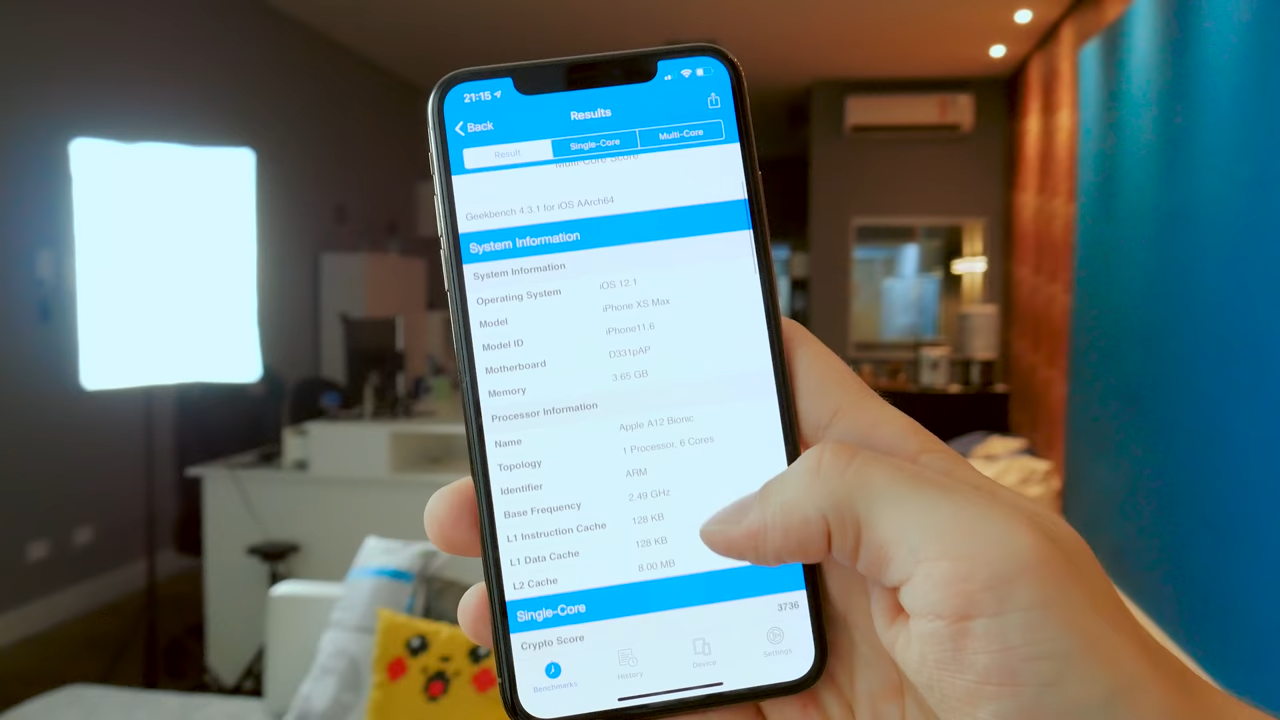 21:15
Back
Results
Result Single-Core Multi-Core
Multi-Core Score
Geekbench 4.3.1 for iOS AArch64
System Information
System Information
Operating System iOS 12.1
Model iPhone XS Max
Model ID iPhone11,6
Motherboard D331pAP
Memory 3.65 GB
Processor Information
Name Apple A12 Bionic
Topology 1 Processor, 6 Cores
Identifier ARM
Base Frequency 2.49 GHz
L1 Instruction Cache 128 KB
L1 Data Cache 128 KB
L2 Cache 8.00 MB
Single-Core
Crypto Score 3736
Benchmarks History Device Settings